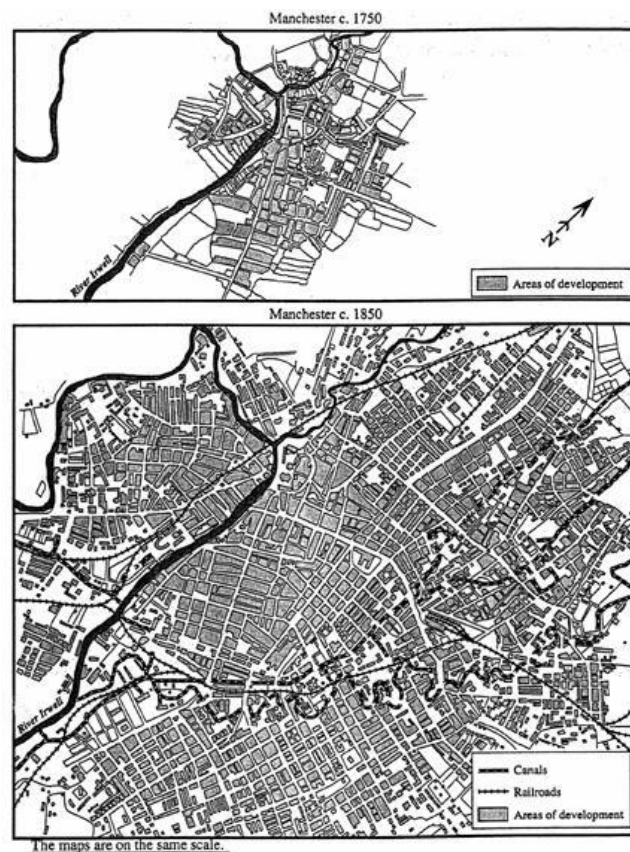 Manchester c. 1750
River Irwell
N
Areas of development
Manchester c. 1850
River Irwell
Canals
Railroads
Areas of development
The maps are on the same scale.